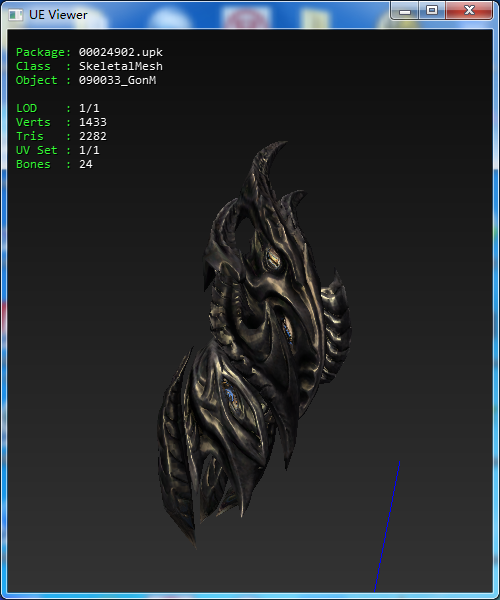 UE Viewer
Package: 00024902.upk
Class : SkeletalMesh
Object : 090033_GonM
LOD : 1/1
Verts : 1433
Tris : 2282
UV Set : 1/1
Bones : 24